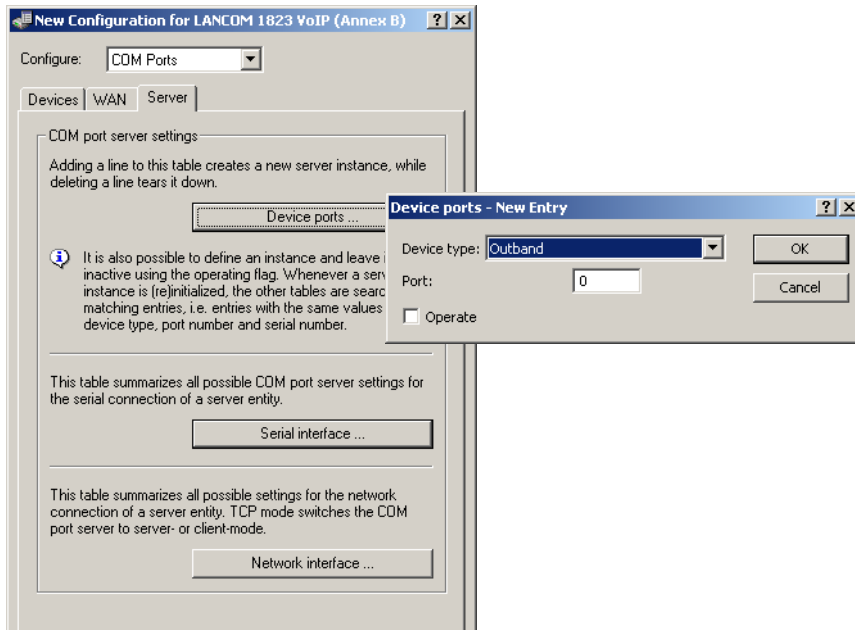 New Configuration for LANCOM 1823 VoIP (Annex B)
Configure: COM Ports
Devices WAN Server
COM port server settings
Adding a line to this table creates a new server instance, while
deleting a line tears it down.
Device ports ...
It is also possible to define an instance and leave
inactive using the operating flag. Whenever a
instance is (re)initialized, the other tables are
matching entries, i.e. entries with the same values
device type, port number and serial number.
This table summarizes all possible COM port server settings for
the serial connection of a server entity.
Serial interface ...
This table summarizes all possible settings for the network
connection of a server entity. TCP mode switches the COM
port server to server- or client-mode.
Network interface ...
Device ports - New Entry
Device type: Outband
OK
Port: 0
Cancel
Operate